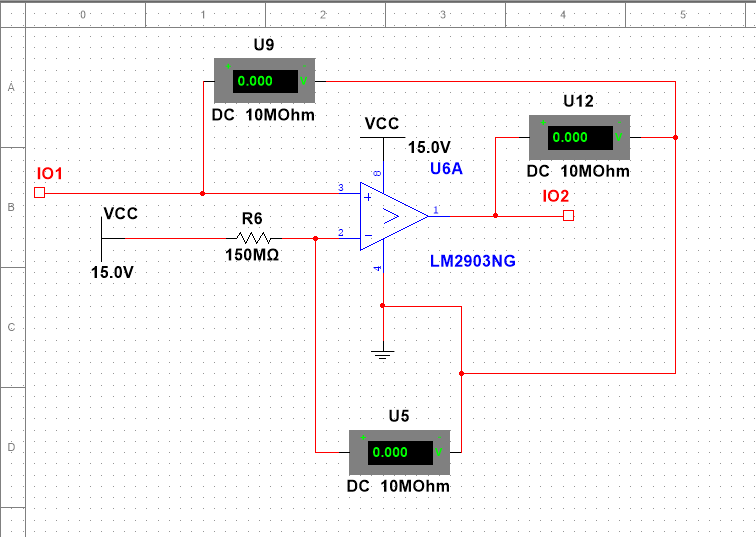 0 1 2 3 4 5
A
U9
+ -
0.000 V
DC 10MOhm
U12
+ -
0.000 V
DC 10MOhm
VCC
15.0V
8
U6A
IO1
B
3
+
1
IO2
VCC
R6
2
−
>
150MΩ
15.0V
4
LM2903NG
C
U5
+ -
D
0.000 V
DC 10MOhm